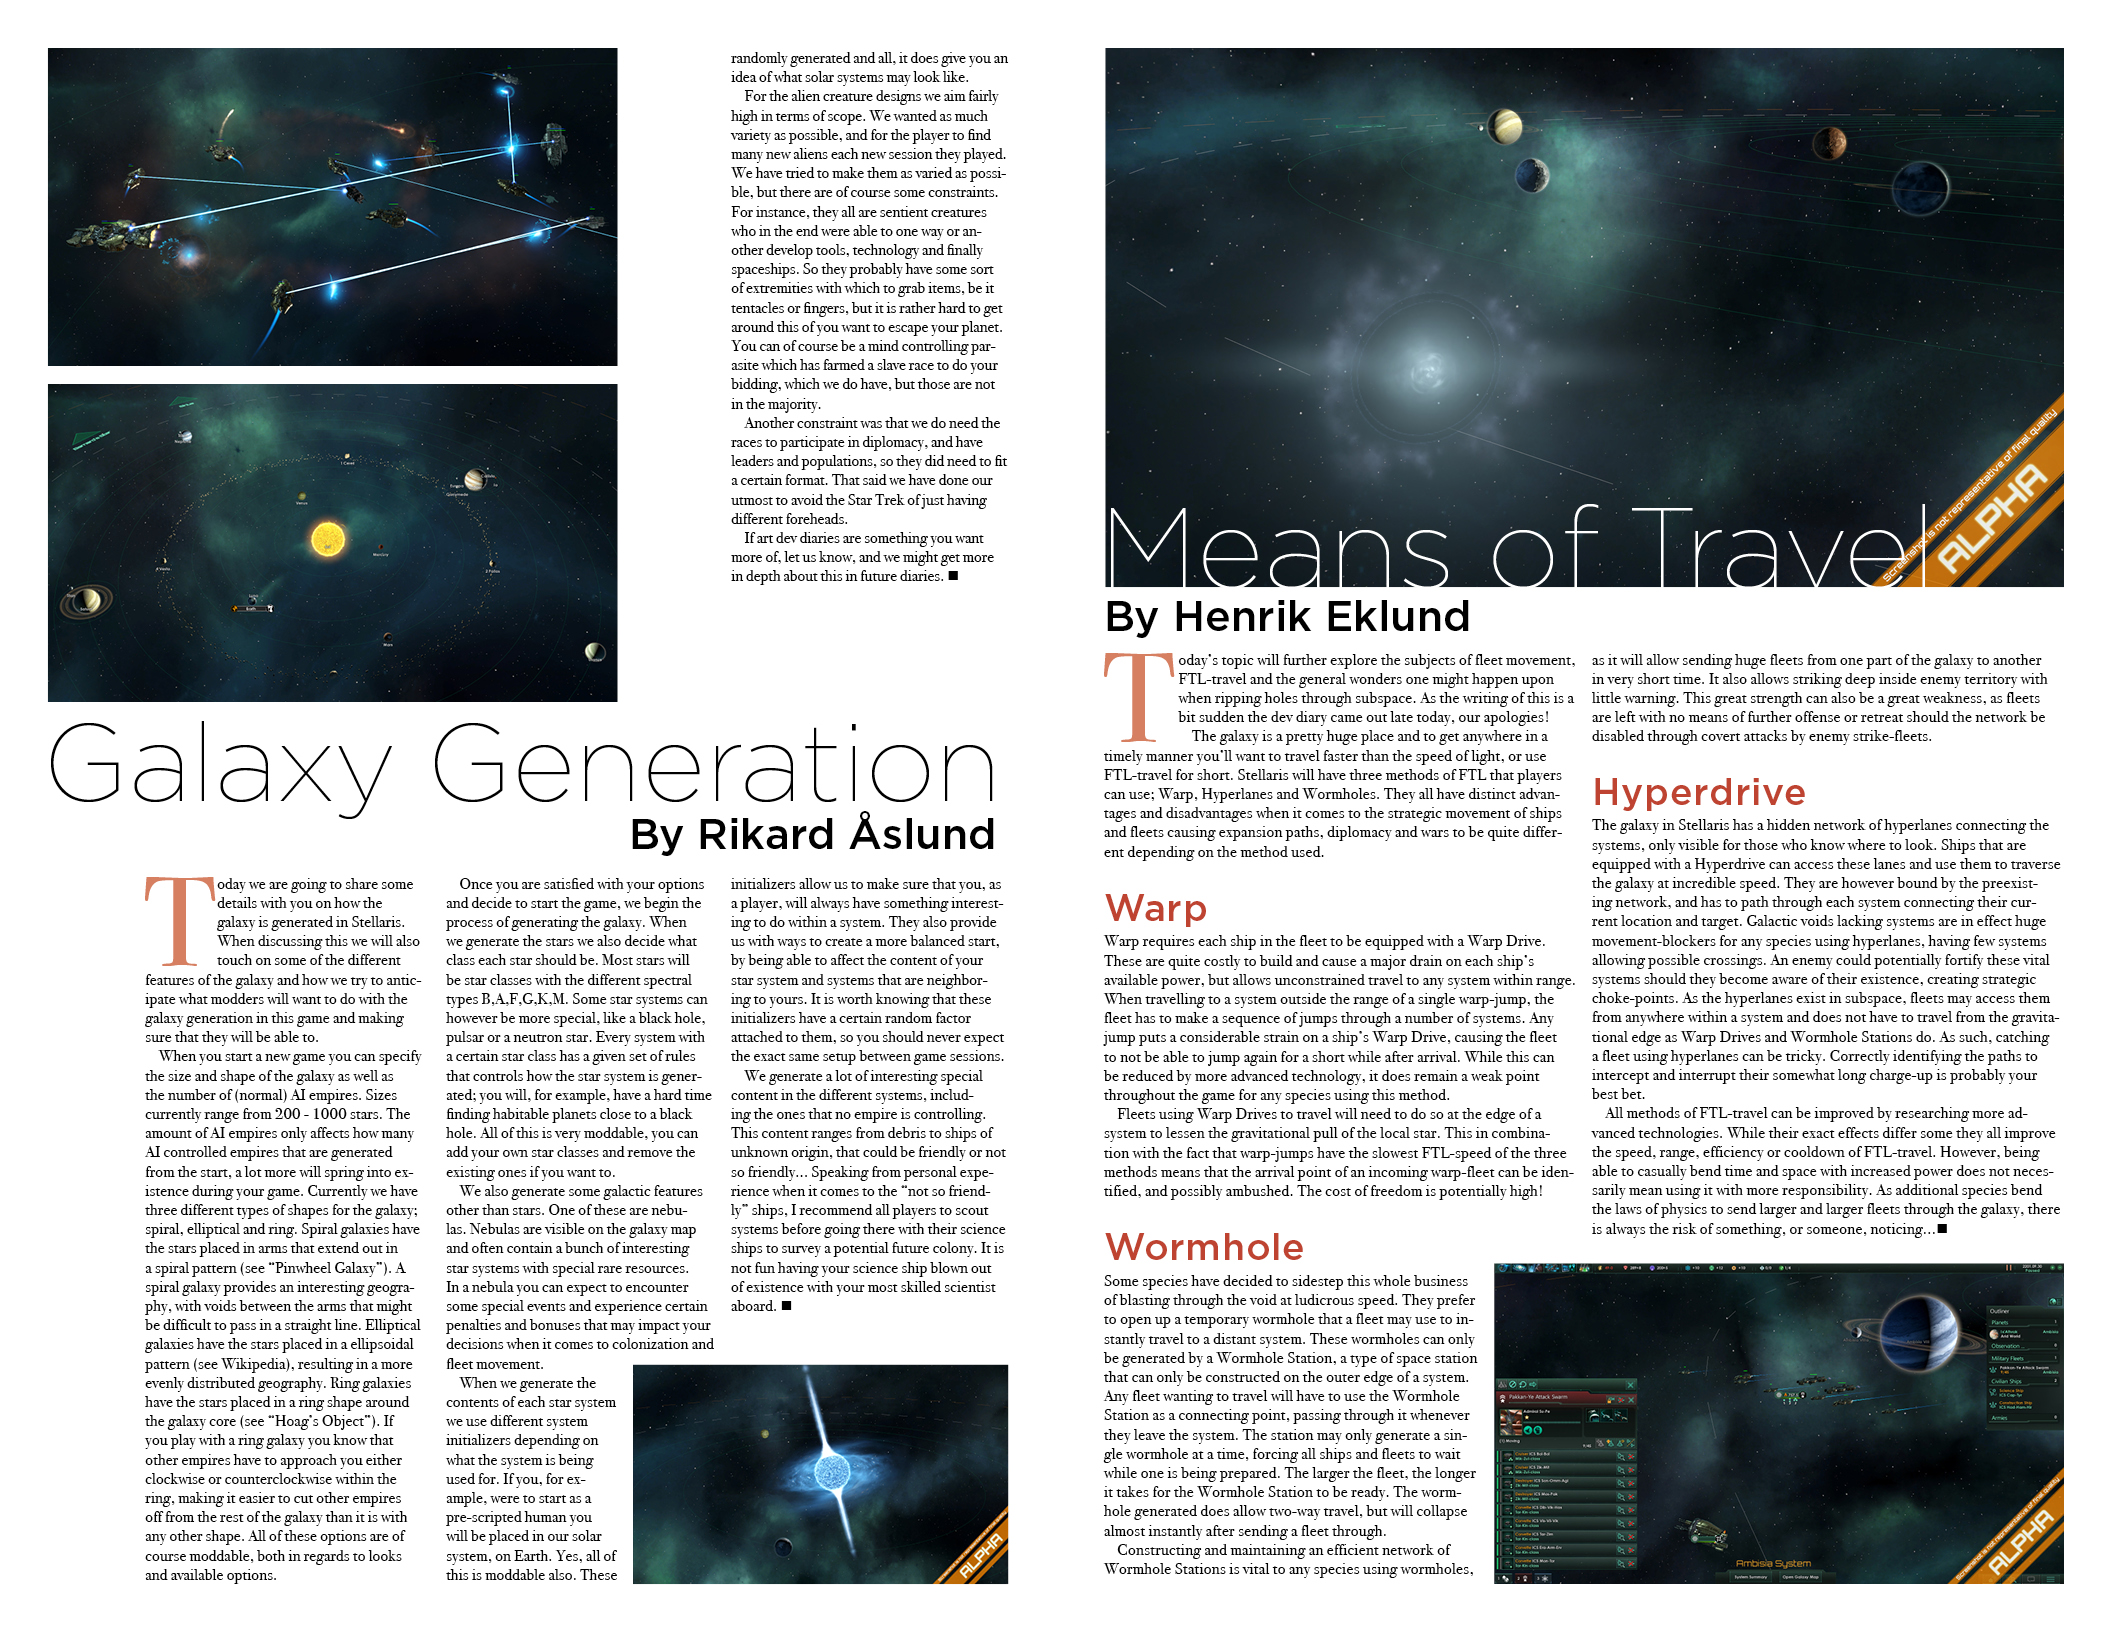 randomly generated and all, it does give you an
idea of what solar systems may look like.
For the alien creature designs we aim fairly
high in terms of scope. We wanted as much
variety as possible, and for the player to find
many new aliens each new session they played.
We have tried to make them as varied as possi-
ble, but there are of course some constraints.
For instance, they all are sentient creatures
who in the end were able to one way or an-
other develop tools, technology and finally
spaceships. So they probably have some sort
of extremities with which to grab items, be it
tentacles or fingers, but it is rather hard to get
around this of you want to escape your planet.
You can of course be a mind controlling par-
asite which has farmed a slave race to do your
bidding, which we do have, but those are not
in the majority.
Another constraint was that we do need the
races to participate in diplomacy, and have
leaders and populations, so they did need to fit
a certain format. That said we have done our
utmost to avoid the Star Trek of just having
different foreheads.
If art dev diaries are something you want
more of, let us know, and we might get more
in depth about this in future diaries. ■
Galaxy Generation
By Rikard Åslund
Today we are going to share some
details with you on how the
galaxy is generated in Stellaris.
When discussing this we will also
touch on some of the different
features of the galaxy and how we try to antic-
ipate what modders will want to do with the
galaxy generation in this game and making
sure that they will be able to.
When you start a new game you can specify
the size and shape of the galaxy as well as
the number of (normal) AI empires. Sizes
currently range from 200 - 1000 stars. The
amount of AI empires only affects how many
AI controlled empires that are generated
from the start, a lot more will spring into ex-
istence during your game. Currently we have
three different types of shapes for the galaxy;
spiral, elliptical and ring. Spiral galaxies have
the stars placed in arms that extend out in
a spiral pattern (see “Pinwheel Galaxy”). A
spiral galaxy provides an interesting geogra-
phy, with voids between the arms that might
be difficult to pass in a straight line. Elliptical
galaxies have the stars placed in a ellipsoidal
pattern (see Wikipedia), resulting in a more
evenly distributed geography. Ring galaxies
have the stars placed in a ring shape around
the galaxy core (see “Hoag’s Object”). If
you play with a ring galaxy you know that
other empires have to approach you either
clockwise or counterclockwise within the
ring, making it easier to cut other empires
off from the rest of the galaxy than it is with
any other shape. All of these options are of
course moddable, both in regards to looks
and available options.
Once you are satisfied with your options
and decide to start the game, we begin the
process of generating the galaxy. When
we generate the stars we also decide what
class each star should be. Most stars will
be star classes with the different spectral
types B,A,F,G,K,M. Some star systems can
however be more special, like a black hole,
pulsar or a neutron star. Every system with
a certain star class has a given set of rules
that controls how the star system is gener-
ated; you will, for example, have a hard time
finding habitable planets close to a black
hole. All of this is very moddable, you can
add your own star classes and remove the
existing ones if you want to.
We also generate some galactic features
other than stars. One of these are nebu-
las. Nebulas are visible on the galaxy map
and often contain a bunch of interesting
star systems with special rare resources.
In a nebula you can expect to encounter
some special events and experience certain
penalties and bonuses that may impact your
decisions when it comes to colonization and
fleet movement.
When we generate the
contents of each star system
we use different system
initializers depending on
what the system is being
used for. If you, for ex-
ample, were to start as a
pre-scripted human you
will be placed in our solar
system, on Earth. Yes, all of
this is moddable also. These
initializers allow us to make sure that you, as
a player, will always have something interest-
ing to do within a system. They also provide
us with ways to create a more balanced start,
by being able to affect the content of your
star system and systems that are neighbor-
ing to yours. It is worth knowing that these
initializers have a certain random factor
attached to them, so you should never expect
the exact same setup between game sessions.
We generate a lot of interesting special
content in the different systems, includ-
ing the ones that no empire is controlling.
This content ranges from debris to ships of
unknown origin, that could be friendly or not
so friendly… Speaking from personal expe-
rience when it comes to the “not so friend-
ly” ships, I recommend all players to scout
systems before going there with their science
ships to survey a potential future colony. It is
not fun having your science ship blown out
of existence with your most skilled scientist
aboard. ■
ALPHA
Screenshot is not representative of final quality
ALPHA
Means of Travel
By Henrik Eklund
Today’s topic will further explore the subjects of fleet movement,
FTL-travel and the general wonders one might happen upon
when ripping holes through subspace. As the writing of this is a
bit sudden the dev diary came out late today, our apologies!
The galaxy is a pretty huge place and to get anywhere in a
timely manner you’ll want to travel faster than the speed of light, or use
FTL-travel for short. Stellaris will have three methods of FTL that players
can use; Warp, Hyperlanes and Wormholes. They all have distinct advan-
tages and disadvantages when it comes to the strategic movement of ships
and fleets causing expansion paths, diplomacy and wars to be quite differ-
ent depending on the method used.
Warp
Warp requires each ship in the fleet to be equipped with a Warp Drive.
These are quite costly to build and cause a major drain on each ship’s
available power, but allows unconstrained travel to any system within range.
When travelling to a system outside the range of a single warp-jump, the
fleet has to make a sequence of jumps through a number of systems. Any
jump puts a considerable strain on a ship’s Warp Drive, causing the fleet
to not be able to jump again for a short while after arrival. While this can
be reduced by more advanced technology, it does remain a weak point
throughout the game for any species using this method.
Fleets using Warp Drives to travel will need to do so at the edge of a
system to lessen the gravitational pull of the local star. This in combina-
tion with the fact that warp-jumps have the slowest FTL-speed of the three
methods means that the arrival point of an incoming warp-fleet can be iden-
tified, and possibly ambushed. The cost of freedom is potentially high!
Wormhole
Some species have decided to sidestep this whole business
of blasting through the void at ludicrous speed. They prefer
to open up a temporary wormhole that a fleet may use to in-
stantly travel to a distant system. These wormholes can only
be generated by a Wormhole Station, a type of space station
that can only be constructed on the outer edge of a system.
Any fleet wanting to travel will have to use the Wormhole
Station as a connecting point, passing through it whenever
they leave the system. The station may only generate a sin-
gle wormhole at a time, forcing all ships and fleets to wait
while one is being prepared. The larger the fleet, the longer
it takes for the Wormhole Station to be ready. The worm-
hole generated does allow two-way travel, but will collapse
almost instantly after sending a fleet through.
Constructing and maintaining an efficient network of
Wormhole Stations is vital to any species using wormholes,
as it will allow sending huge fleets from one part of the galaxy to another
in very short time. It also allows striking deep inside enemy territory with
little warning. This great strength can also be a great weakness, as fleets
are left with no means of further offense or retreat should the network be
disabled through covert attacks by enemy strike-fleets.
Hyperdrive
The galaxy in Stellaris has a hidden network of hyperlanes connecting the
systems, only visible for those who know where to look. Ships that are
equipped with a Hyperdrive can access these lanes and use them to traverse
the galaxy at incredible speed. They are however bound by the preexist-
ing network, and has to path through each system connecting their cur-
rent location and target. Galactic voids lacking systems are in effect huge
movement-blockers for any species using hyperlanes, having few systems
allowing possible crossings. An enemy could potentially fortify these vital
systems should they become aware of their existence, creating strategic
choke-points. As the hyperlanes exist in subspace, fleets may access them
from anywhere within a system and does not have to travel from the gravita-
tional edge as Warp Drives and Wormhole Stations do. As such, catching
a fleet using hyperlanes can be tricky. Correctly identifying the paths to
intercept and interrupt their somewhat long charge-up is probably your
best bet.
All methods of FTL-travel can be improved by researching more ad-
vanced technologies. While their exact effects differ some they all improve
the speed, range, efficiency or cooldown of FTL-travel. However, being
able to casually bend time and space with increased power does not neces-
sarily mean using it with more responsibility. As additional species bend
the laws of physics to send larger and larger fleets through the galaxy, there
is always the risk of something, or someone, noticing…■
Outliner
Planets
Military Fleets
Civilian Ships
Armies
Pakkan-Ye Attack Swarm
Ambisia System
System Summary
Open Galaxy Map
Screenshot is not representative of final quality
ALPHA